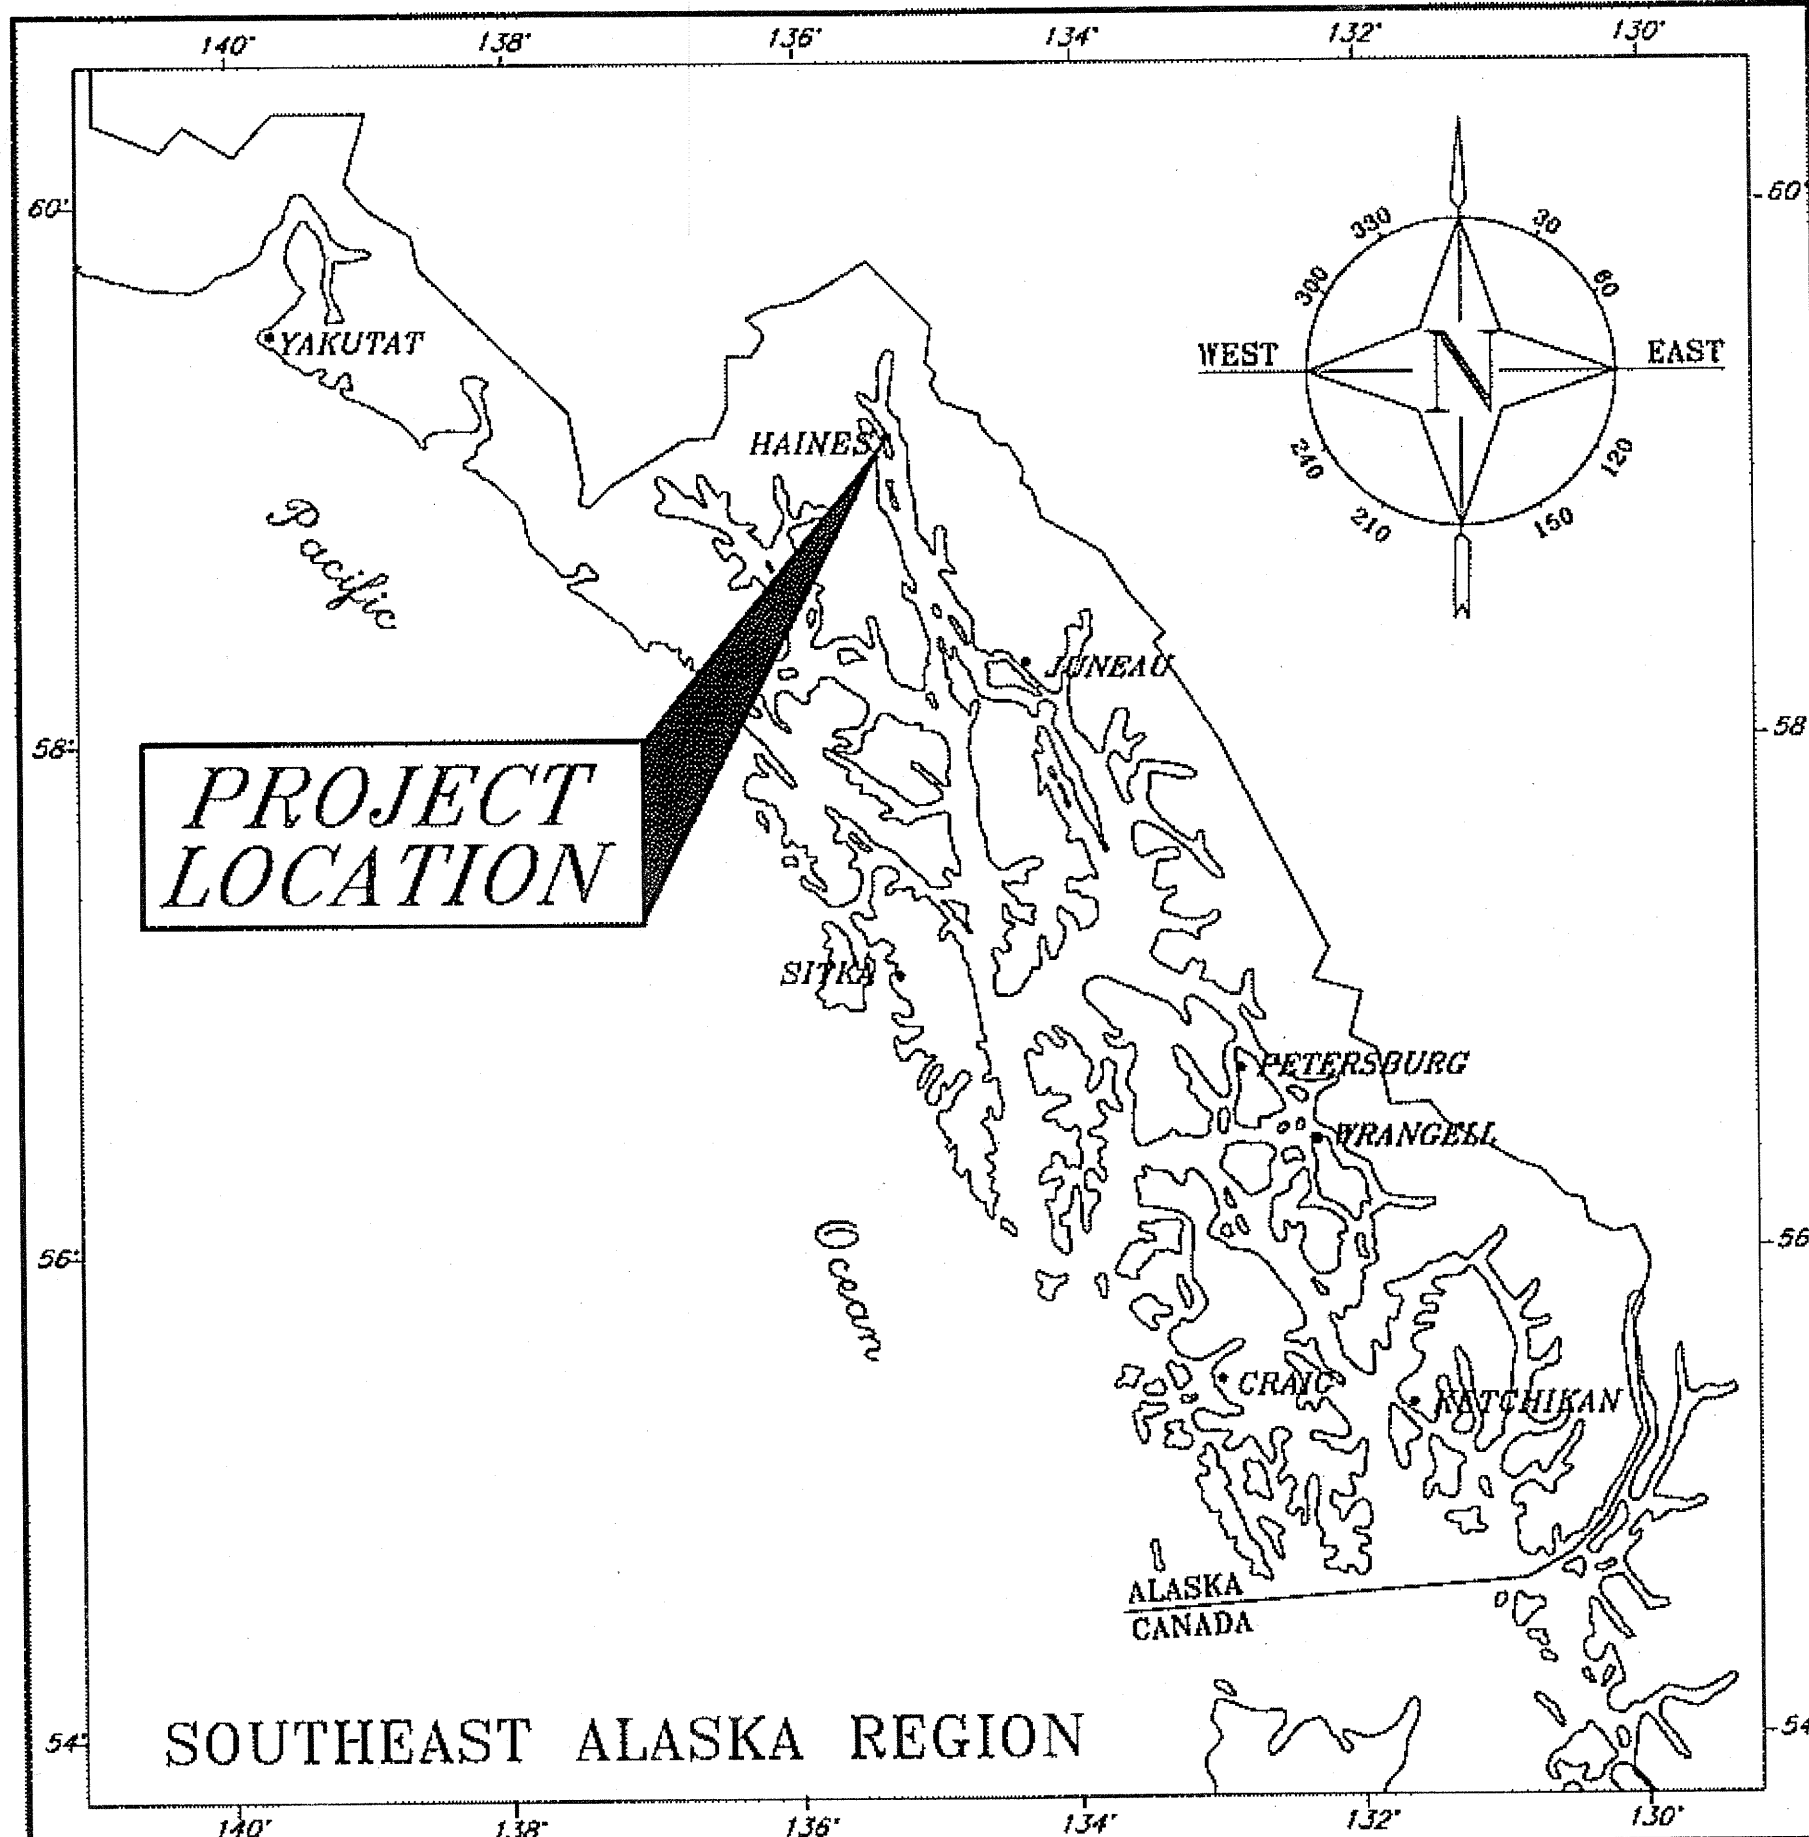 140° 138° 136° 134° 132° 130°
60° 60°
330 30
300 60
WEST N EAST
240 120
210 150
YAKUTAT
HAINES
Pacific
JUNEAU
58° 58
PROJECT
LOCATION
SITKA
PETERSBURG
WRANGELL
Ocean
56° 56
CRAIG
KETCHIKAN
ALASKA
CANADA
SOUTHEAST ALASKA REGION
54° 54
140° 138° 136° 134° 132° 130°